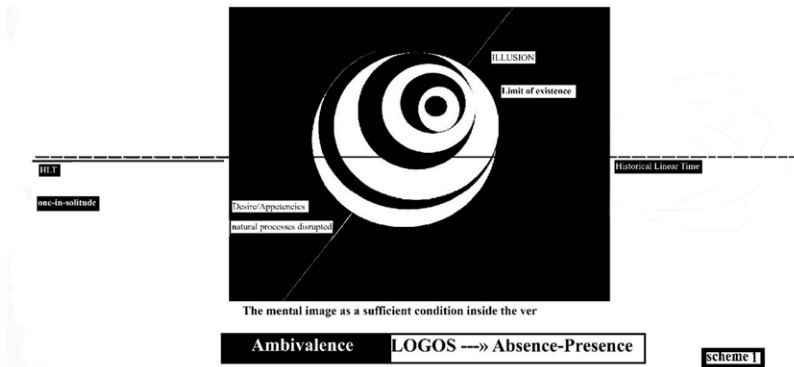 ILLUSION
Limit of existence
HLT
Historical Linear Time
one-in-solitude
Desire/Appetencies
natural processes disrupted
The mental image as a sufficient condition inside the ver
Ambivalence LOGOS ---» Absence-Presence
scheme 1